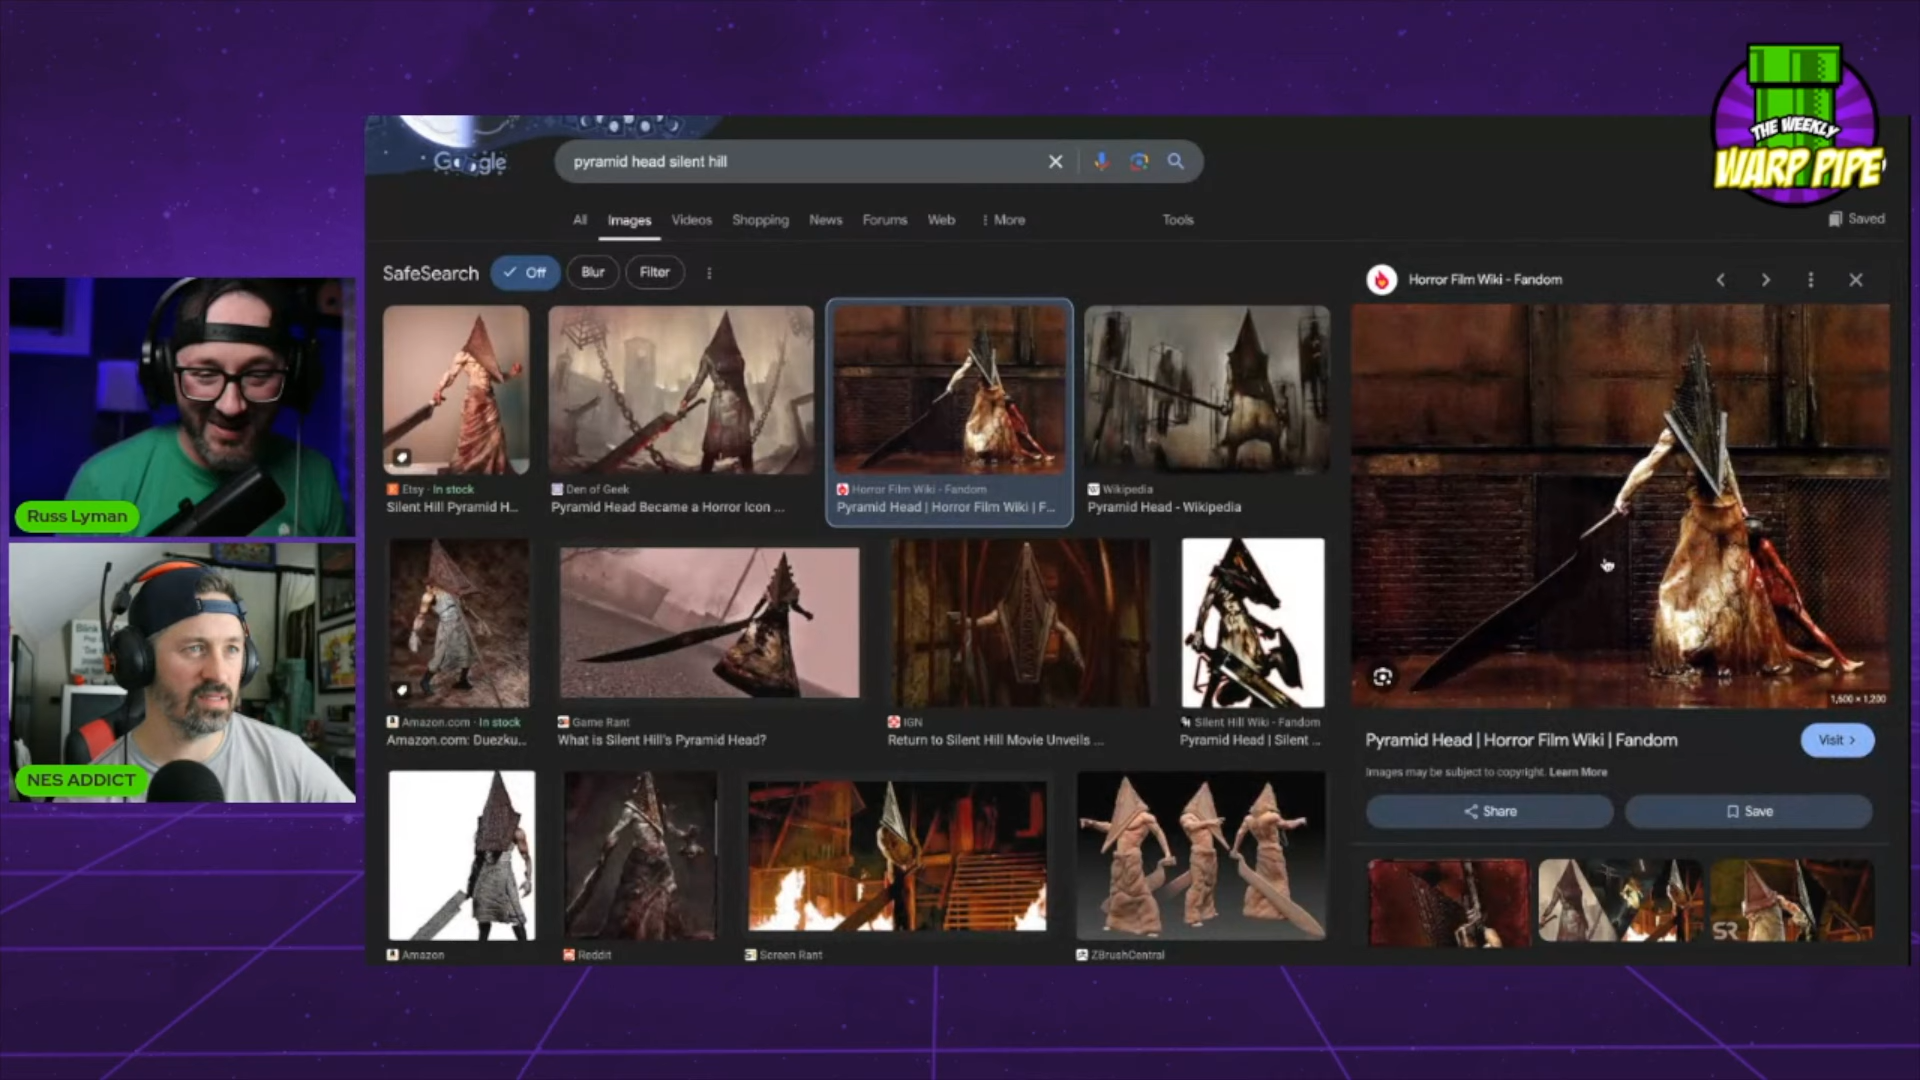 THE WEEKLY
WARP PIPE
Google
pyramid head silent hill
All Images Videos Shopping News Forums Web More Tools
Saved
SafeSearch Off Blur Filter
Horror Film Wiki - Fandom
Etsy · In stock
Silent Hill Pyramid H...
Den of Geek
Pyramid Head Became a Horror Icon ...
Horror Film Wiki - Fandom
Pyramid Head | Horror Film Wiki | F...
Wikipedia
Pyramid Head - Wikipedia
Russ Lyman
NES ADDICT
1,600 × 1,200
Amazon.com · In stock
Amazon.com: Duezku...
Game Rant
What is Silent Hill's Pyramid Head?
IGN
Return to Silent Hill Movie Unveils ...
Silent Hill Wiki - Fandom
Pyramid Head | Silent ...
Pyramid Head | Horror Film Wiki | Fandom
Visit >
Images may be subject to copyright. Learn More
Share
Save
SR
Amazon
Reddit
Screen Rant
ZBrushCentral